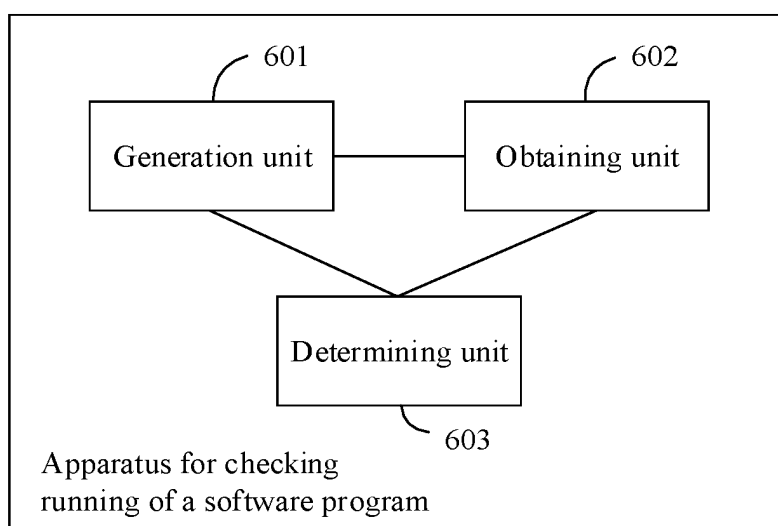 601
602
Generation unit
Obtaining unit
Determining unit
603
Apparatus for checking
running of a software program